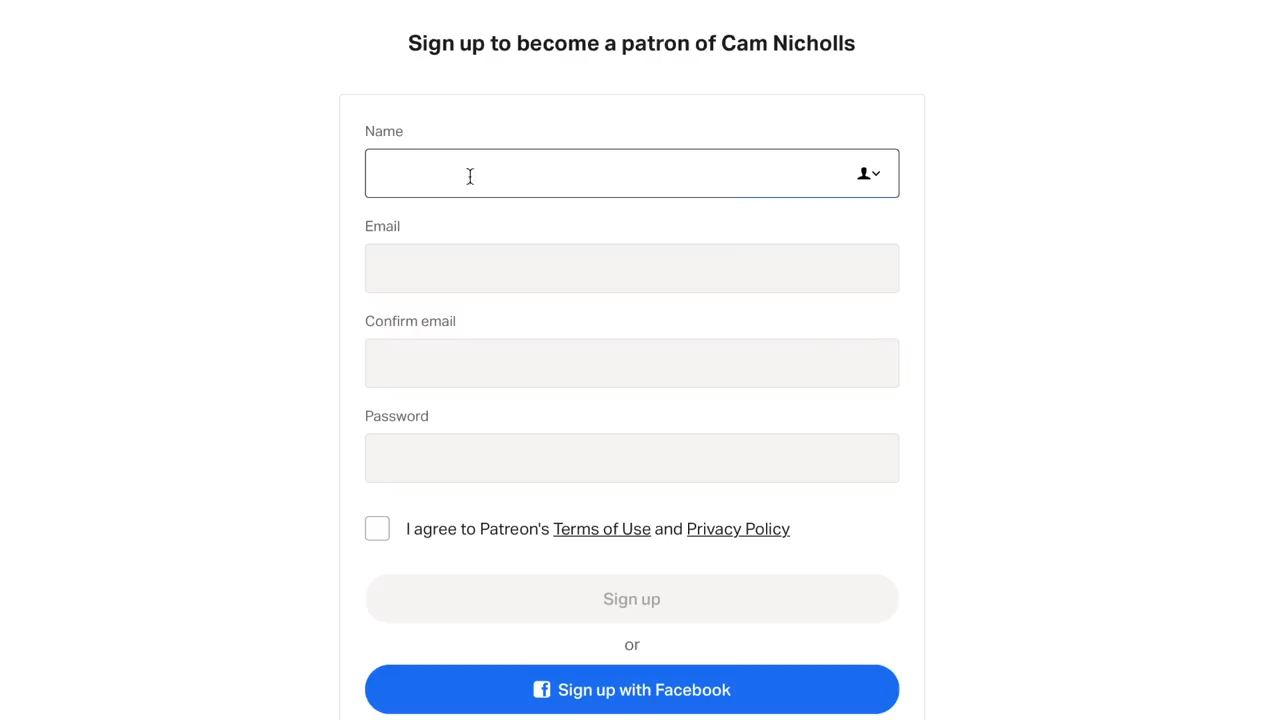 Sign up to become a patron of Cam Nicholls
Name
Email
Confirm email
Password
I agree to Patreon's Terms of Use and Privacy Policy
Sign up
or
Sign up with Facebook